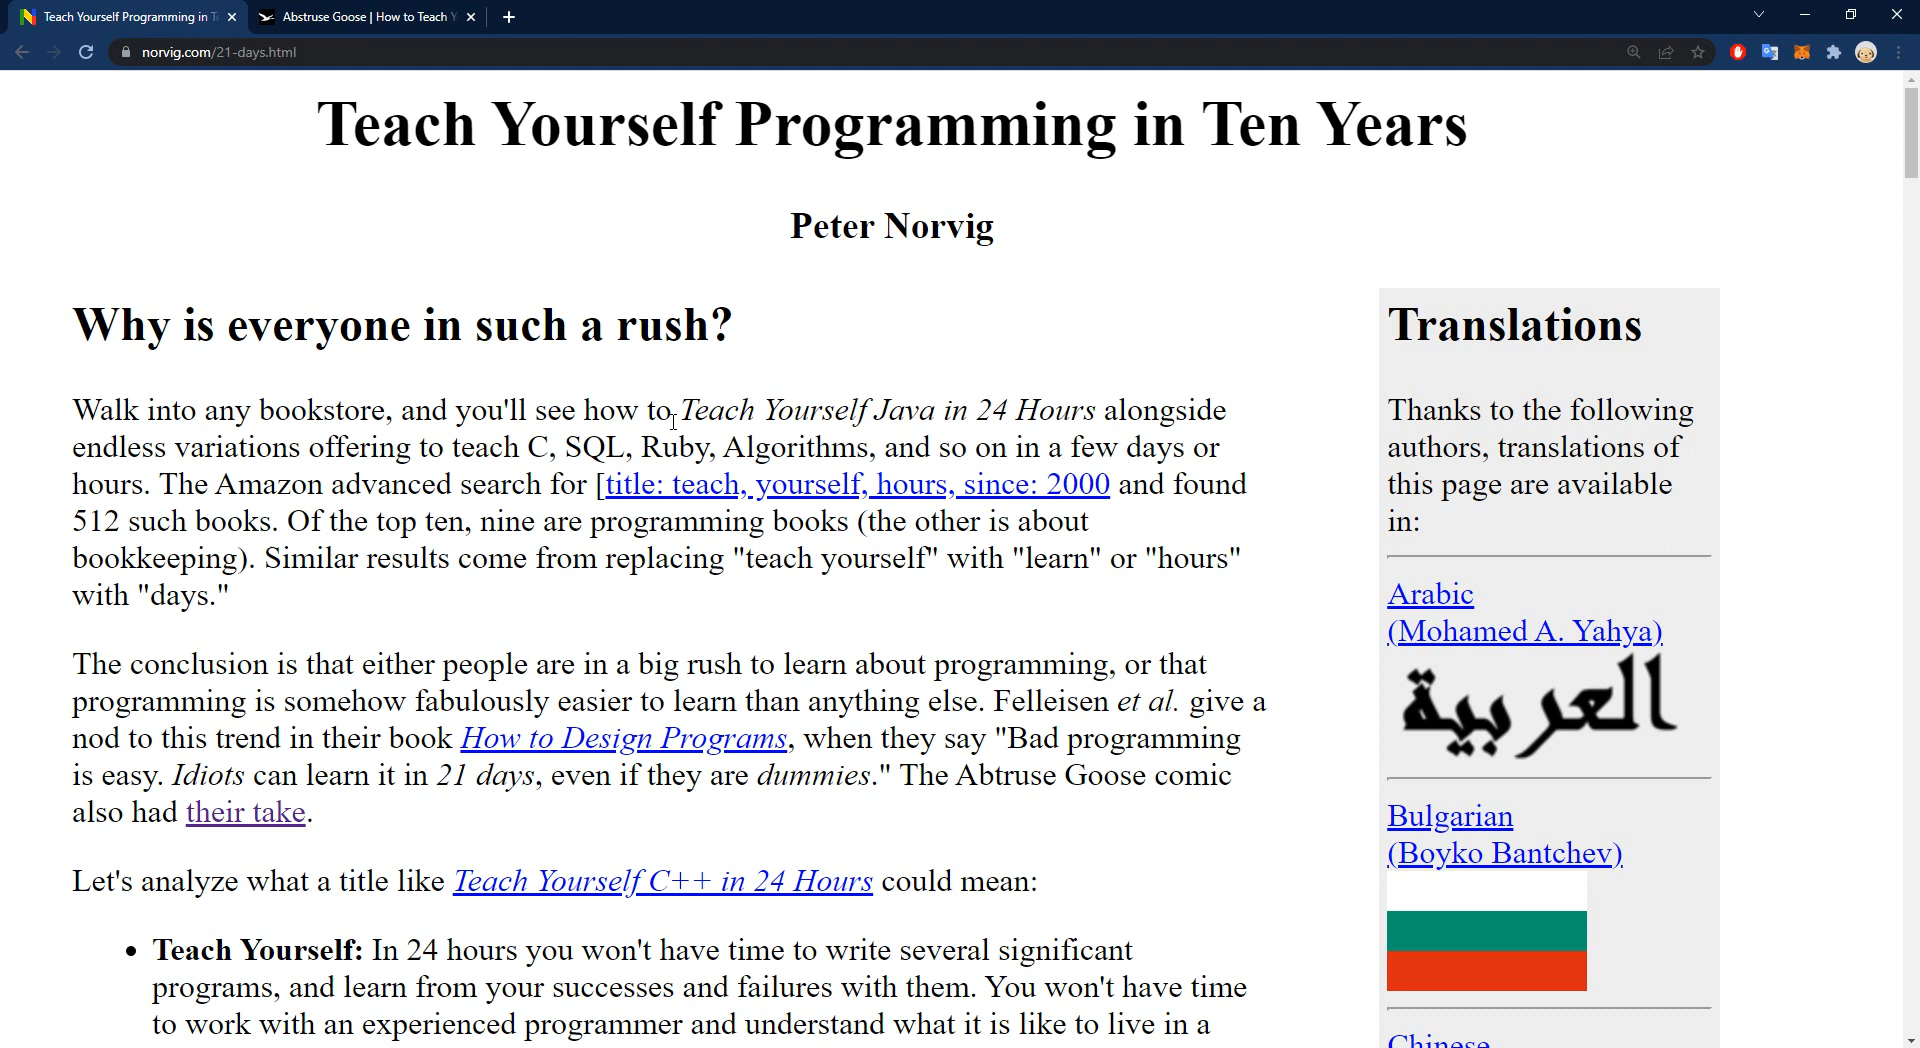 Teach Yourself Programming in T
Abstruse Goose | How to Teach Y
norvig.com/21-days.html
Teach Yourself Programming in Ten Years
Peter Norvig
Why is everyone in such a rush?
Walk into any bookstore, and you'll see how to Teach Yourself Java in 24 Hours alongside
endless variations offering to teach C, SQL, Ruby, Algorithms, and so on in a few days or
hours. The Amazon advanced search for [title: teach, yourself, hours, since: 2000 and found
512 such books. Of the top ten, nine are programming books (the other is about
bookkeeping). Similar results come from replacing "teach yourself" with "learn" or "hours"
with "days."
The conclusion is that either people are in a big rush to learn about programming, or that
programming is somehow fabulously easier to learn than anything else. Felleisen et al. give a
nod to this trend in their book How to Design Programs, when they say "Bad programming
is easy. Idiots can learn it in 21 days, even if they are dummies." The Abtruse Goose comic
also had their take.
Let's analyze what a title like Teach Yourself C++ in 24 Hours could mean:
• Teach Yourself: In 24 hours you won't have time to write several significant
programs, and learn from your successes and failures with them. You won't have time
to work with an experienced programmer and understand what it is like to live in a
Translations
Thanks to the following
authors, translations of
this page are available
in:
Arabic
(Mohamed A. Yahya)
العربية
Bulgarian
(Boyko Bantchev)
Chinese